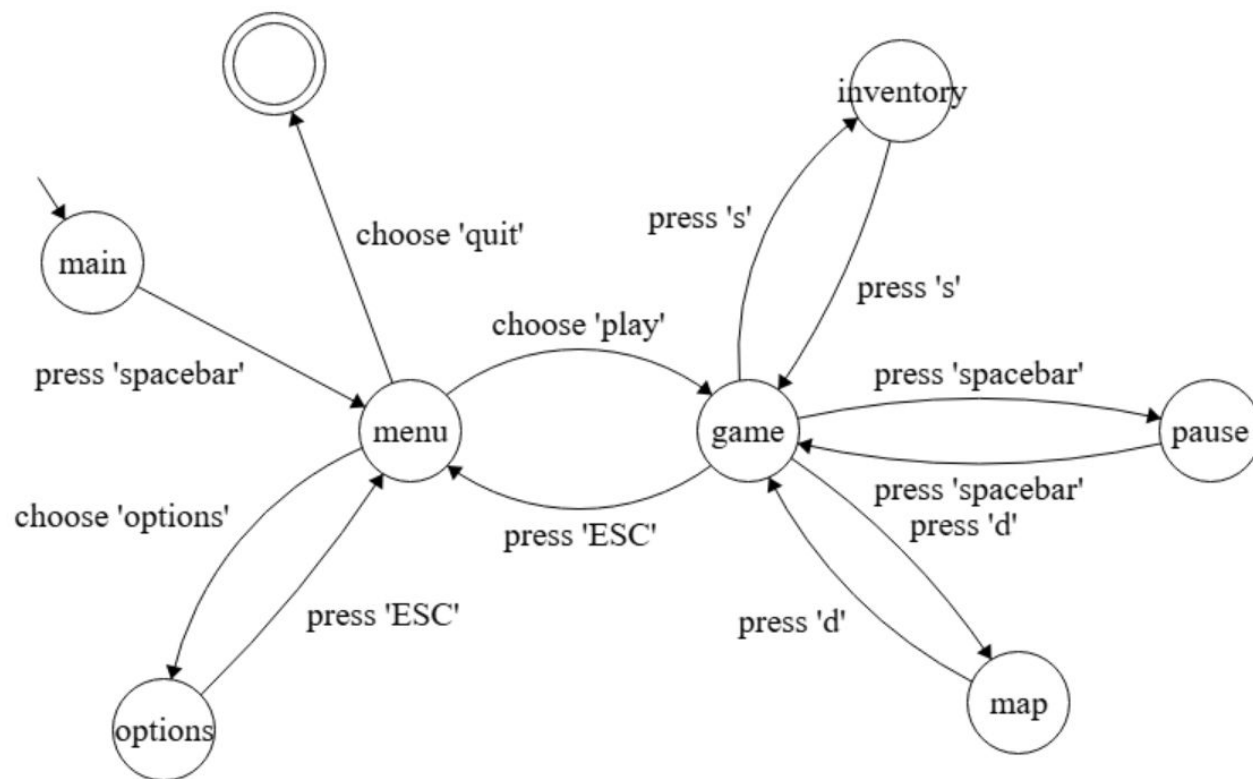 inventory
press 's'
choose 'quit'
main
press 's'
choose 'play'
press 'spacebar'
press 'spacebar'
menu
game
pause
press 'spacebar'
choose 'options'
press 'd'
press 'ESC'
press 'ESC'
press 'd'
map
options